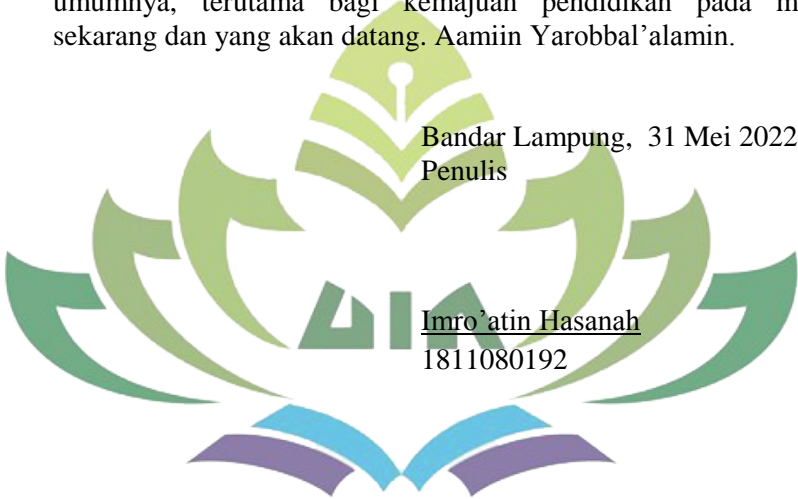 umumnya, terutama bagi kemajuan pendidikan pada m
sekarang dan yang akan datang. Aamiin Yarobbal’alamin.
Bandar Lampung, 31 Mei 2022
Penulis
UIN
Imro’atin Hasanah
1811080192